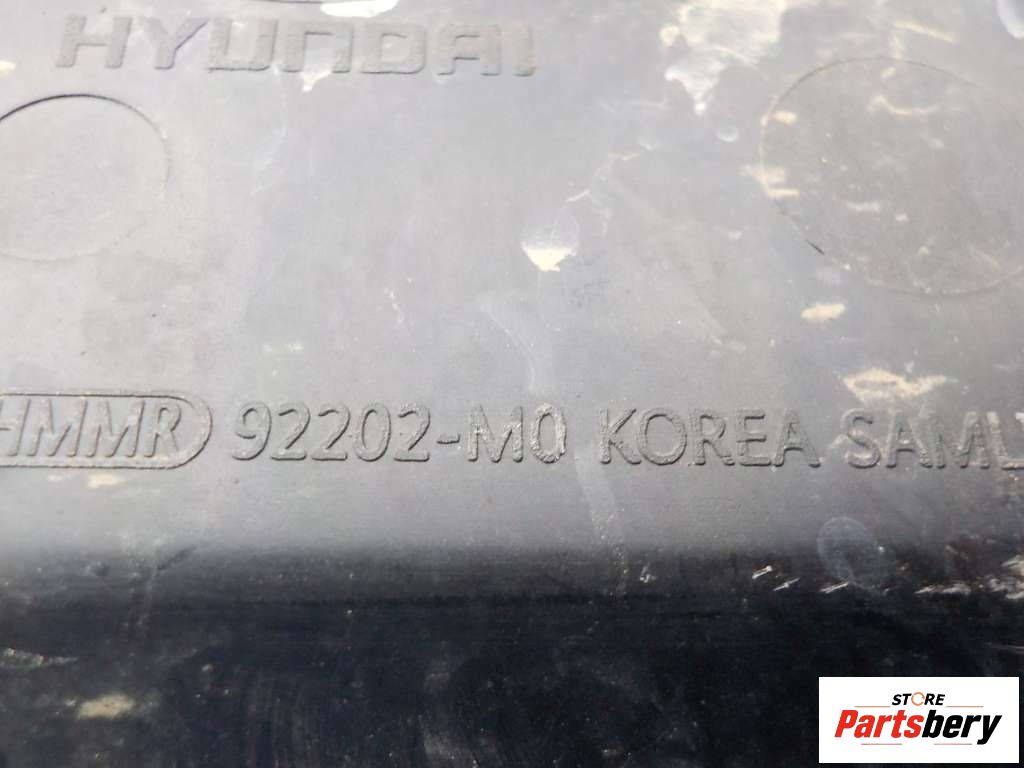 HYUNDAI
HMMR 92202-M0 KOREA
STORE
Partsbery